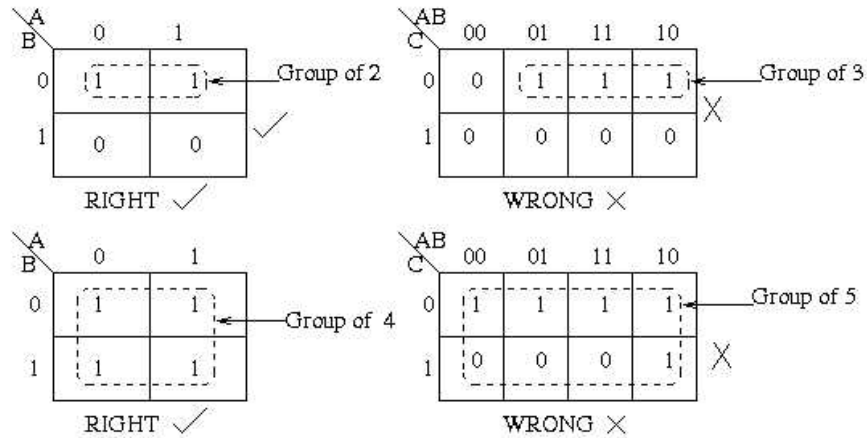 A
B
0 1
0 1 1
1 0 0
Group of 2
RIGHT
AB
C
00 01 11 10
0 0 1 1 1
1 0 0 0 0
Group of 3
WRONG
A
B
0 1
0 1 1
1 1 1
Group of 4
RIGHT
AB
C
00 01 11 10
0 1 1 1 1
1 0 0 0 1
Group of 5
WRONG